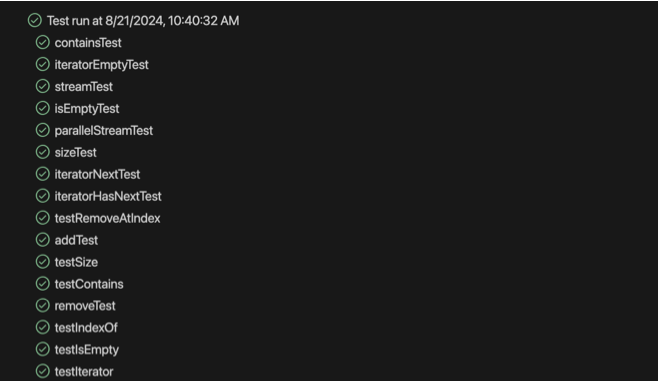 Test run at 8/21/2024, 10:40:32 AM
containsTest
iteratorEmptyTest
streamTest
isEmptyTest
parallelStreamTest
sizeTest
iteratorNextTest
iteratorHasNextTest
testRemoveAtIndex
addTest
testSize
testContains
removeTest
testIndexOf
testIsEmpty
testIterator